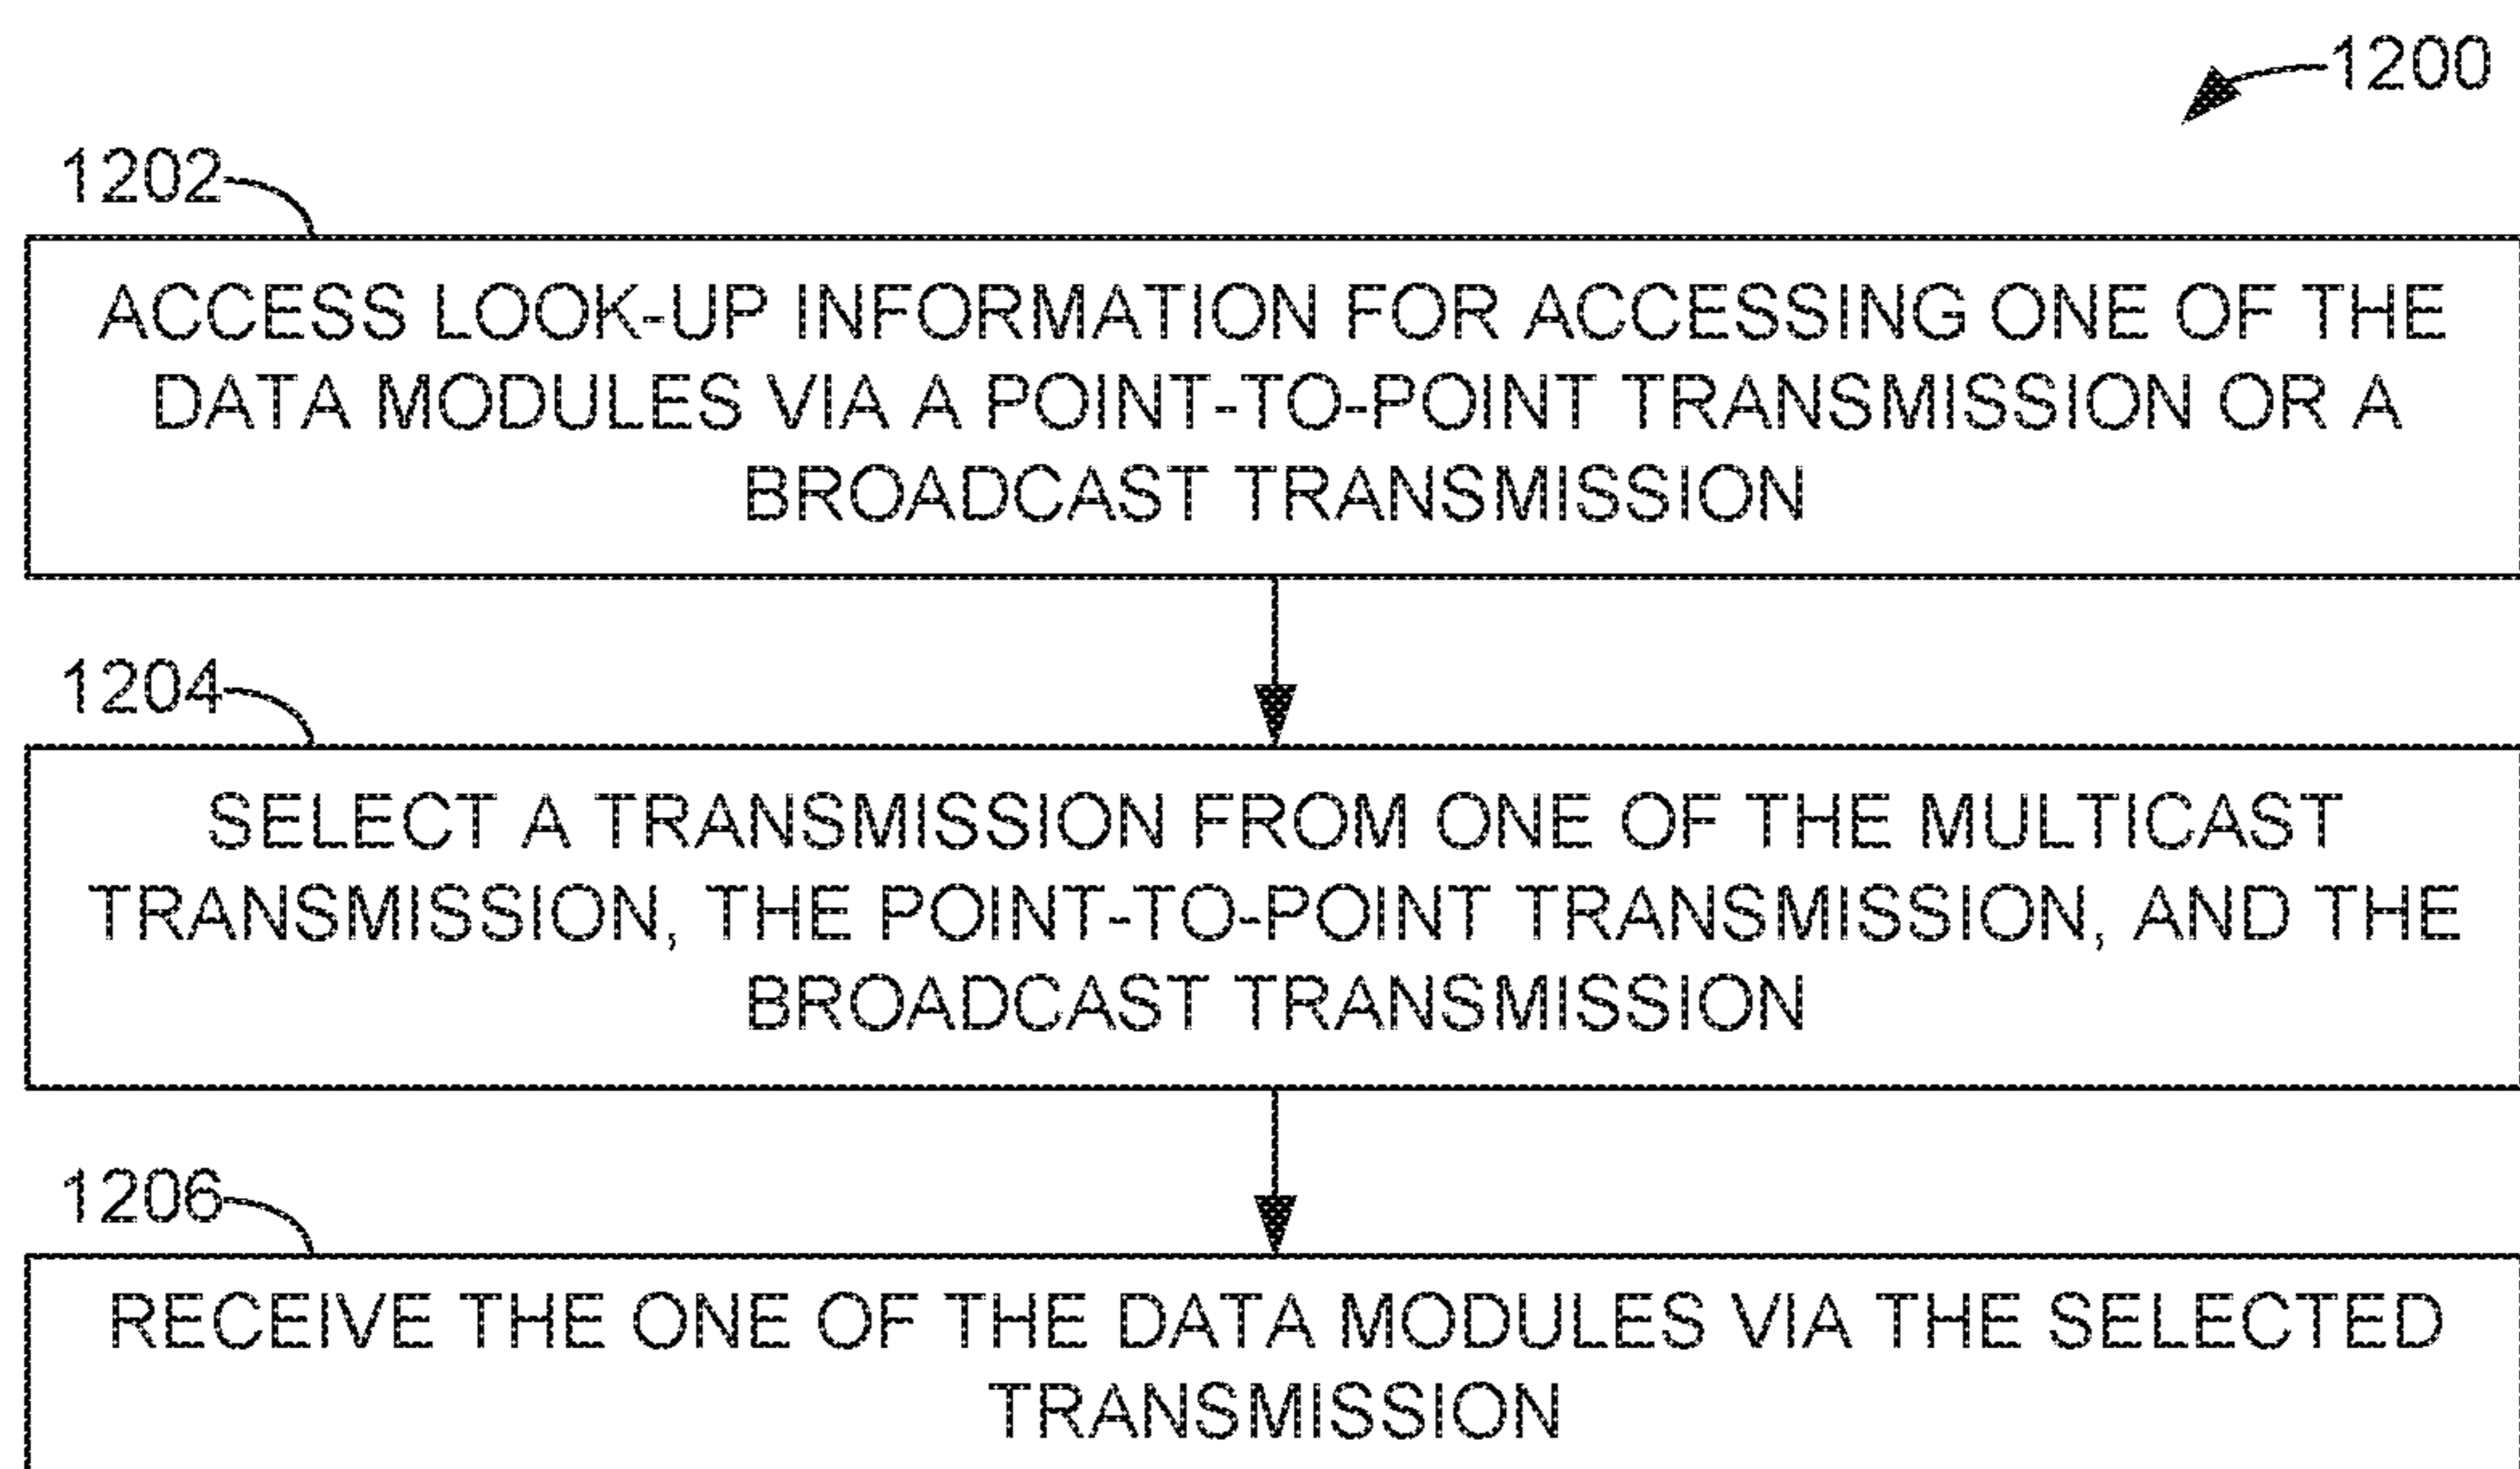 1200
1202
ACCESS LOOK-UP INFORMATION FOR ACCESSING ONE OF THE
DATA MODULES VIA A POINT-TO-POINT TRANSMISSION OR A
BROADCAST TRANSMISSION
1204
SELECT A TRANSMISSION FROM ONE OF THE MULTICAST
TRANSMISSION, THE POINT-TO-POINT TRANSMISSION, AND THE
BROADCAST TRANSMISSION
1206
RECEIVE THE ONE OF THE DATA MODULES VIA THE SELECTED
TRANSMISSION